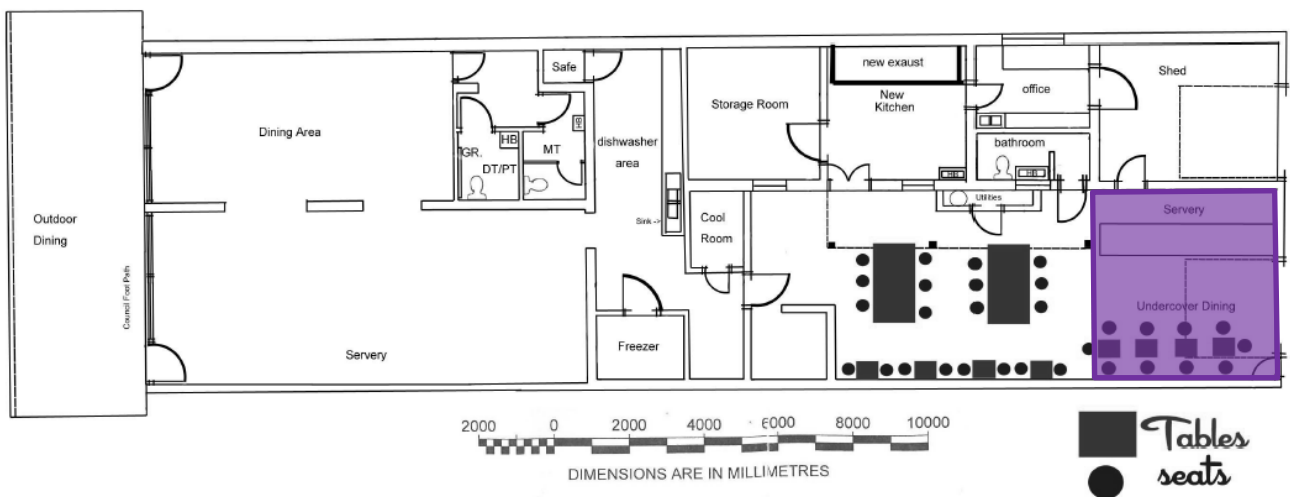 Safe
new exaust
Shed
office
New
Kitchen
Storage Room
HB
Dining Area
HB
dishwasher
area
bathroom
GR.
MT
DT/PT
HB
Utilities
Servery
Outdoor
Dining
Cool
Room
Sink ->
Council Foot Path
Undercover Dining
Freezer
Servery
2000 0 2000 4000 6000 8000 10000
DIMENSIONS ARE IN MILLIMETRES
Tables
seats